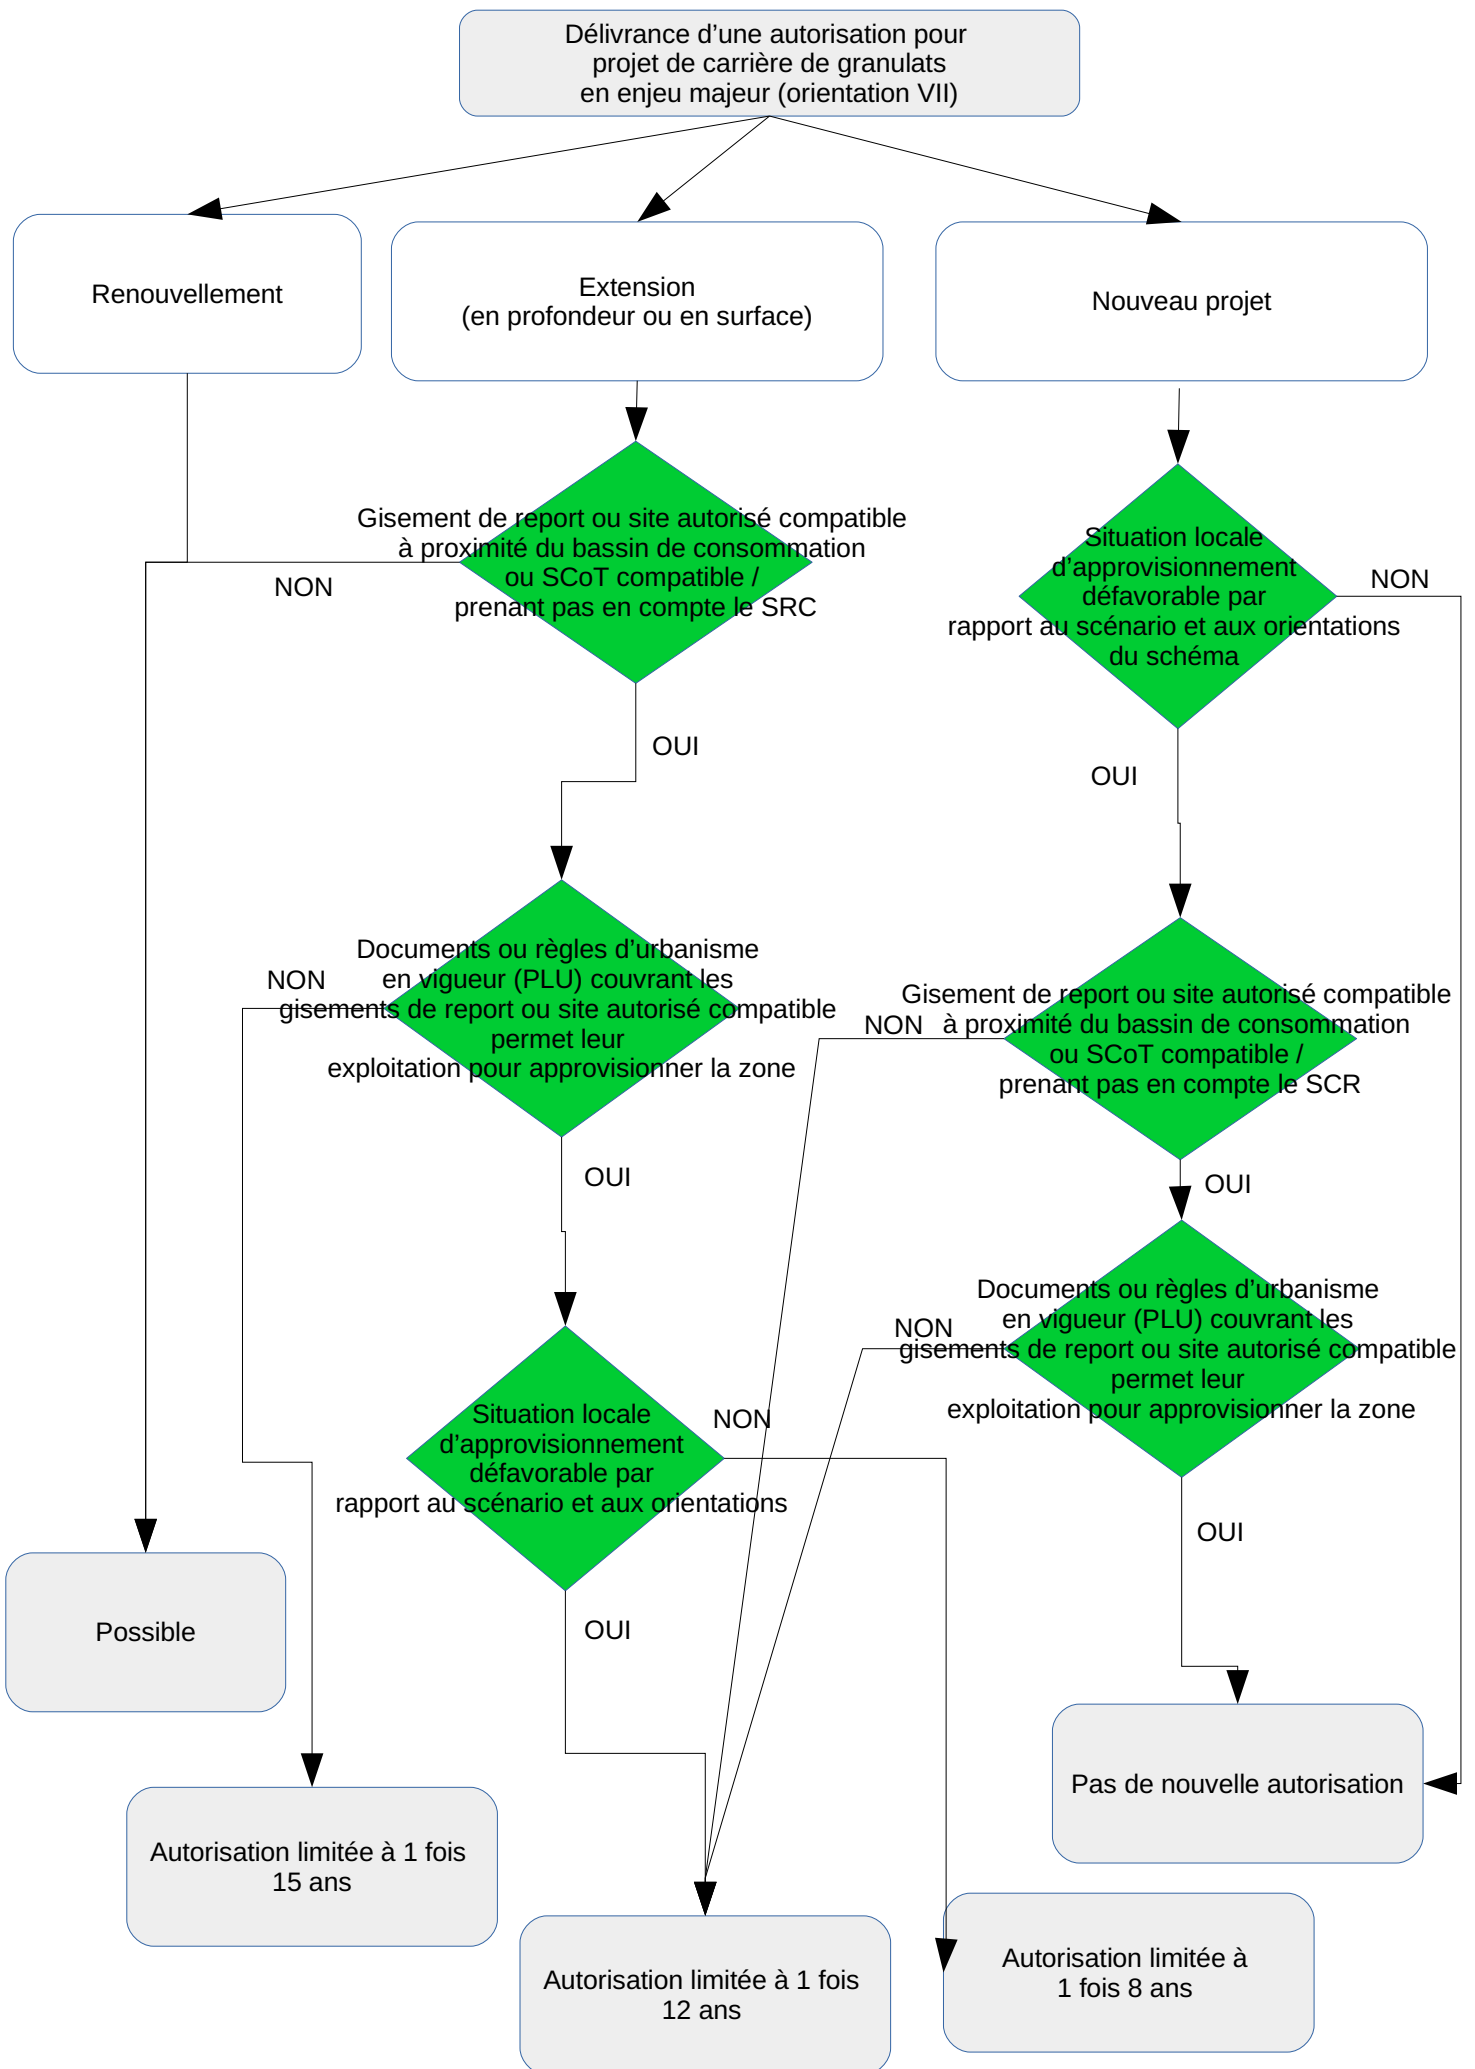 Délivrance d’une autorisation pour
projet de carrière de granulats
en enjeu majeur (orientation VII)
Renouvellement
Extension
(en profondeur ou en surface)
Nouveau projet
Gisement de report ou site autorisé compatible
à proximité du bassin de consommation
ou SCoT compatible /
prenant pas en compte le SRC
NON
OUI
Situation locale
d’approvisionnement
défavorable par
rapport au scénario et aux orientations
du schéma
NON
OUI
Documents ou règles d’urbanisme
en vigueur (PLU) couvrant les
gisements de report ou site autorisé compatible
permet leur
exploitation pour approvisionner la zone
NON
OUI
Gisement de report ou site autorisé compatible
à proximité du bassin de consommation
ou SCoT compatible /
prenant pas en compte le SCR
NON
OUI
Documents ou règles d’urbanisme
en vigueur (PLU) couvrant les
gisements de report ou site autorisé compatible
permet leur
exploitation pour approvisionner la zone
NON
OUI
Situation locale
d’approvisionnement
défavorable par
rapport au scénario et aux orientations
NON
OUI
Possible
Pas de nouvelle autorisation
Autorisation limitée à 1 fois
15 ans
Autorisation limitée à 1 fois
12 ans
Autorisation limitée à
1 fois 8 ans